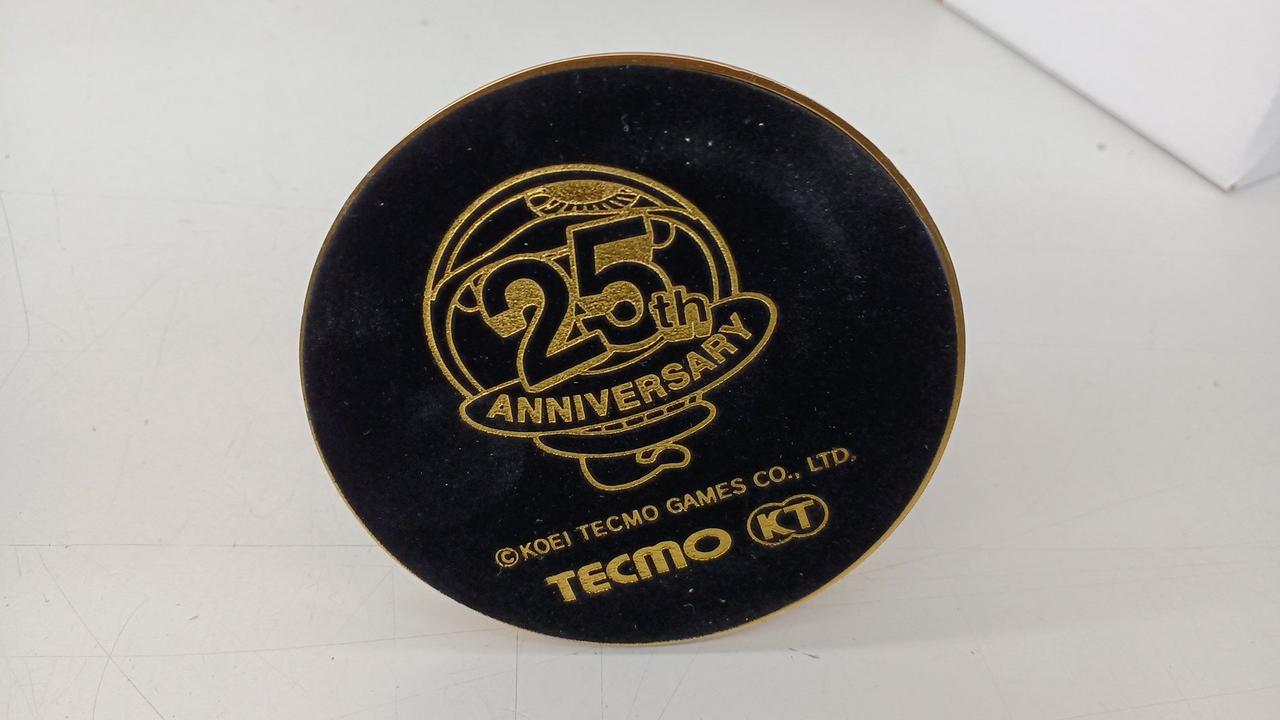 25th
ANNIVERSARY
©KOEI TECMO GAMES CO., LTD.
TECMO KT